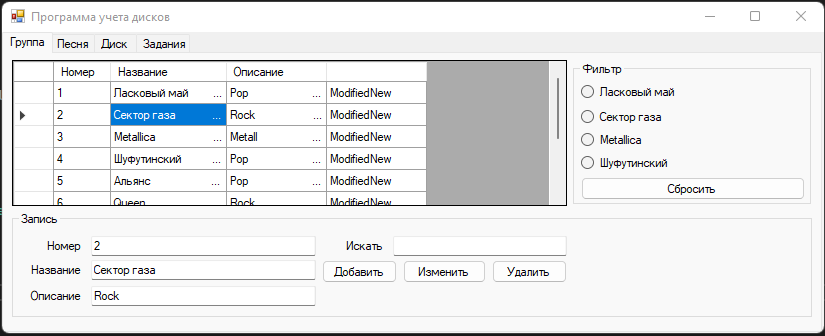 Программа учета дисков
Группа Песня Диск Задания
Номер Название Описание
1 Ласковый май ... Pop ... ModifiedNew
2 Сектор газа ... Rock ... ModifiedNew
3 Metallica ... Metall ... ModifiedNew
4 Шуфутинский ... Pop ... ModifiedNew
5 Альянс ... Pop ... ModifiedNew
6 Queen ... Rock ... ModifiedNew
Фильтр
Ласковый май
Сектор газа
Metallica
Шуфутинский
Сбросить
Запись
Номер 2 Искать
Название Сектор газа Добавить Изменить Удалить
Описание Rock